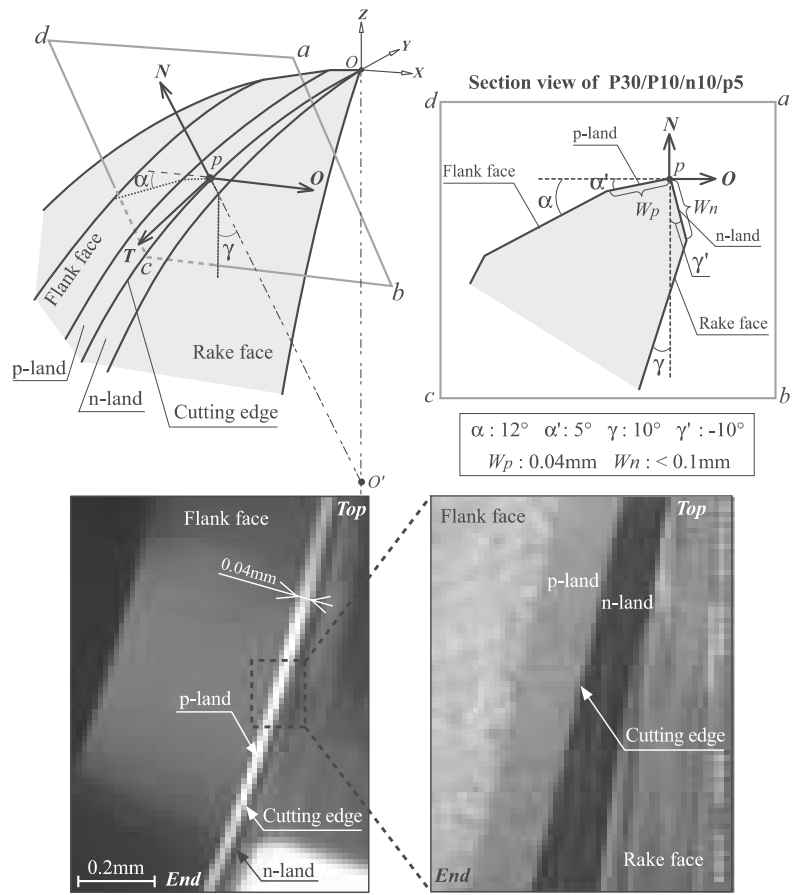 Z
Y
X
O
d
a
N
p
α
O
T
c
γ
b
Flank face
Rake face
p-land
n-land
Cutting edge
O'
Section view of P30/P10/n10/p5
d
a
N
p-land
p
O
Flank face
α'
α
Wp
Wn
n-land
γ'
Rake face
γ
c
b
α : 12° α' : 5° γ : 10° γ' : -10°
Wp : 0.04mm Wn : < 0.1mm
Flank face
Top
0.04mm
p-land
Cutting edge
n-land
0.2mm
End
Flank face
Top
p-land
n-land
Cutting edge
Rake face
End